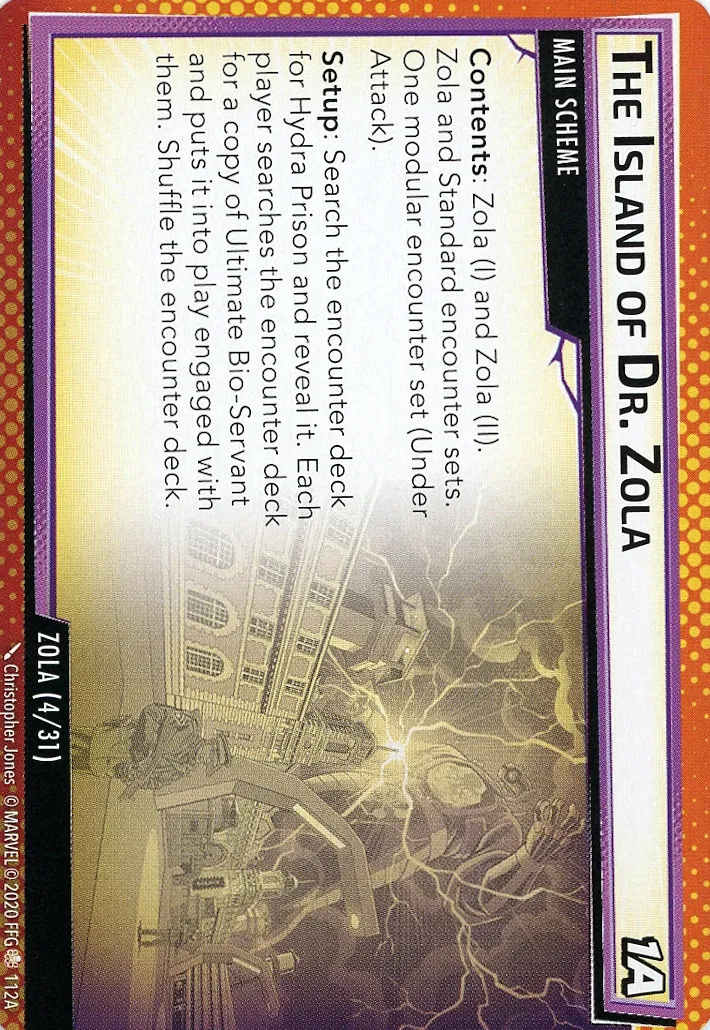 THE ISLAND OF DR. ZOLA
1A
MAIN SCHEME
Contents: Zola (I) and Zola (II).
Zola and Standard encounter sets.
One modular encounter set (Under
Attack).
Setup: Search the encounter deck
for Hydra Prison and reveal it. Each
player searches the encounter deck
for a copy of Ultimate Bio-Servant
and puts it into play engaged with
them. Shuffle the encounter deck.
ZOLA (4/31)
Christopher Jones © MARVEL © 2020 FFG 112A